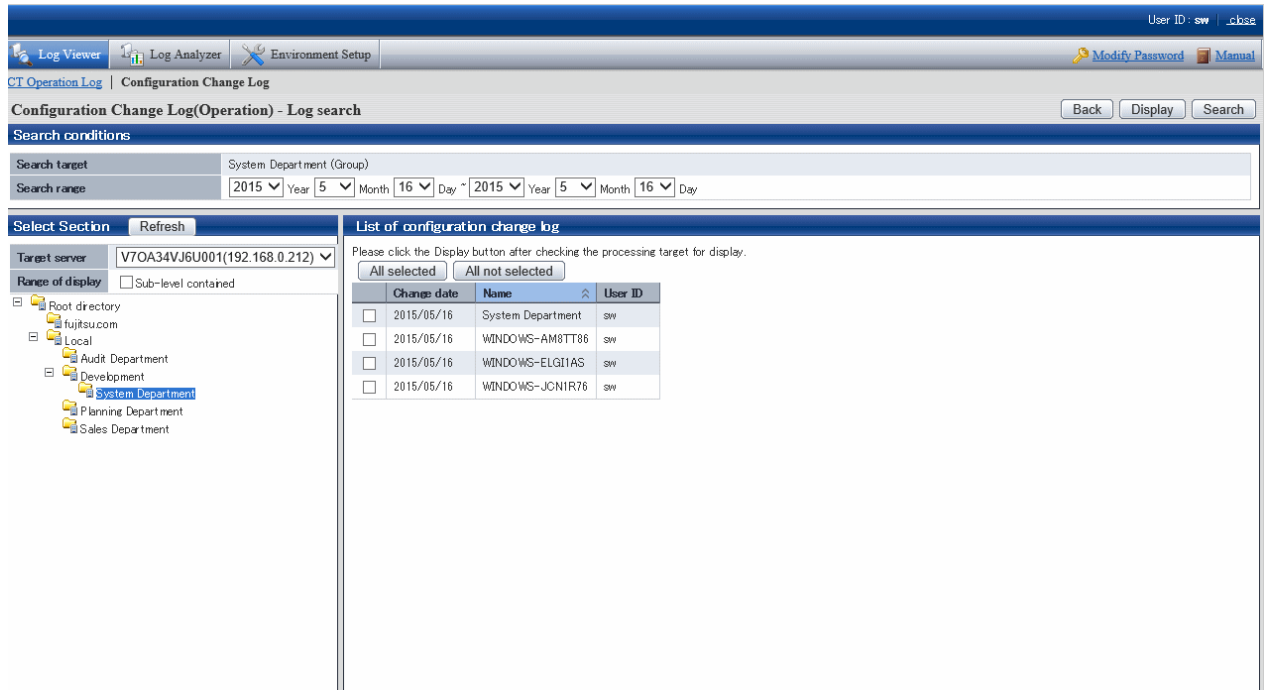 User ID : sw | close
Log Viewer Log Analyzer Environment Setup Modify Password Manual
CT Operation Log | Configuration Change Log
Configuration Change Log(Operation) - Log search Back Display Search
Search conditions
Search target System Department (Group)
Search range 2015 Year 5 Month 16 Day ~ 2015 Year 5 Month 16 Day
Select Section Refresh
Target server V7OA34VJ6U001(192.168.0.212)
Range of display Sub-level contained
Root directory
fujitsu.com
Local
Audit Department
Development
System Department
Planning Department
Sales Department
List of configuration change log
Please click the Display button after checking the processing target for display.
All selected All not selected
Change date Name User ID
2015/05/16 System Department sw
2015/05/16 WINDOWS-AM8TT86 sw
2015/05/16 WINDOWS-ELGI1AS sw
2015/05/16 WINDOWS-JCN1R76 sw